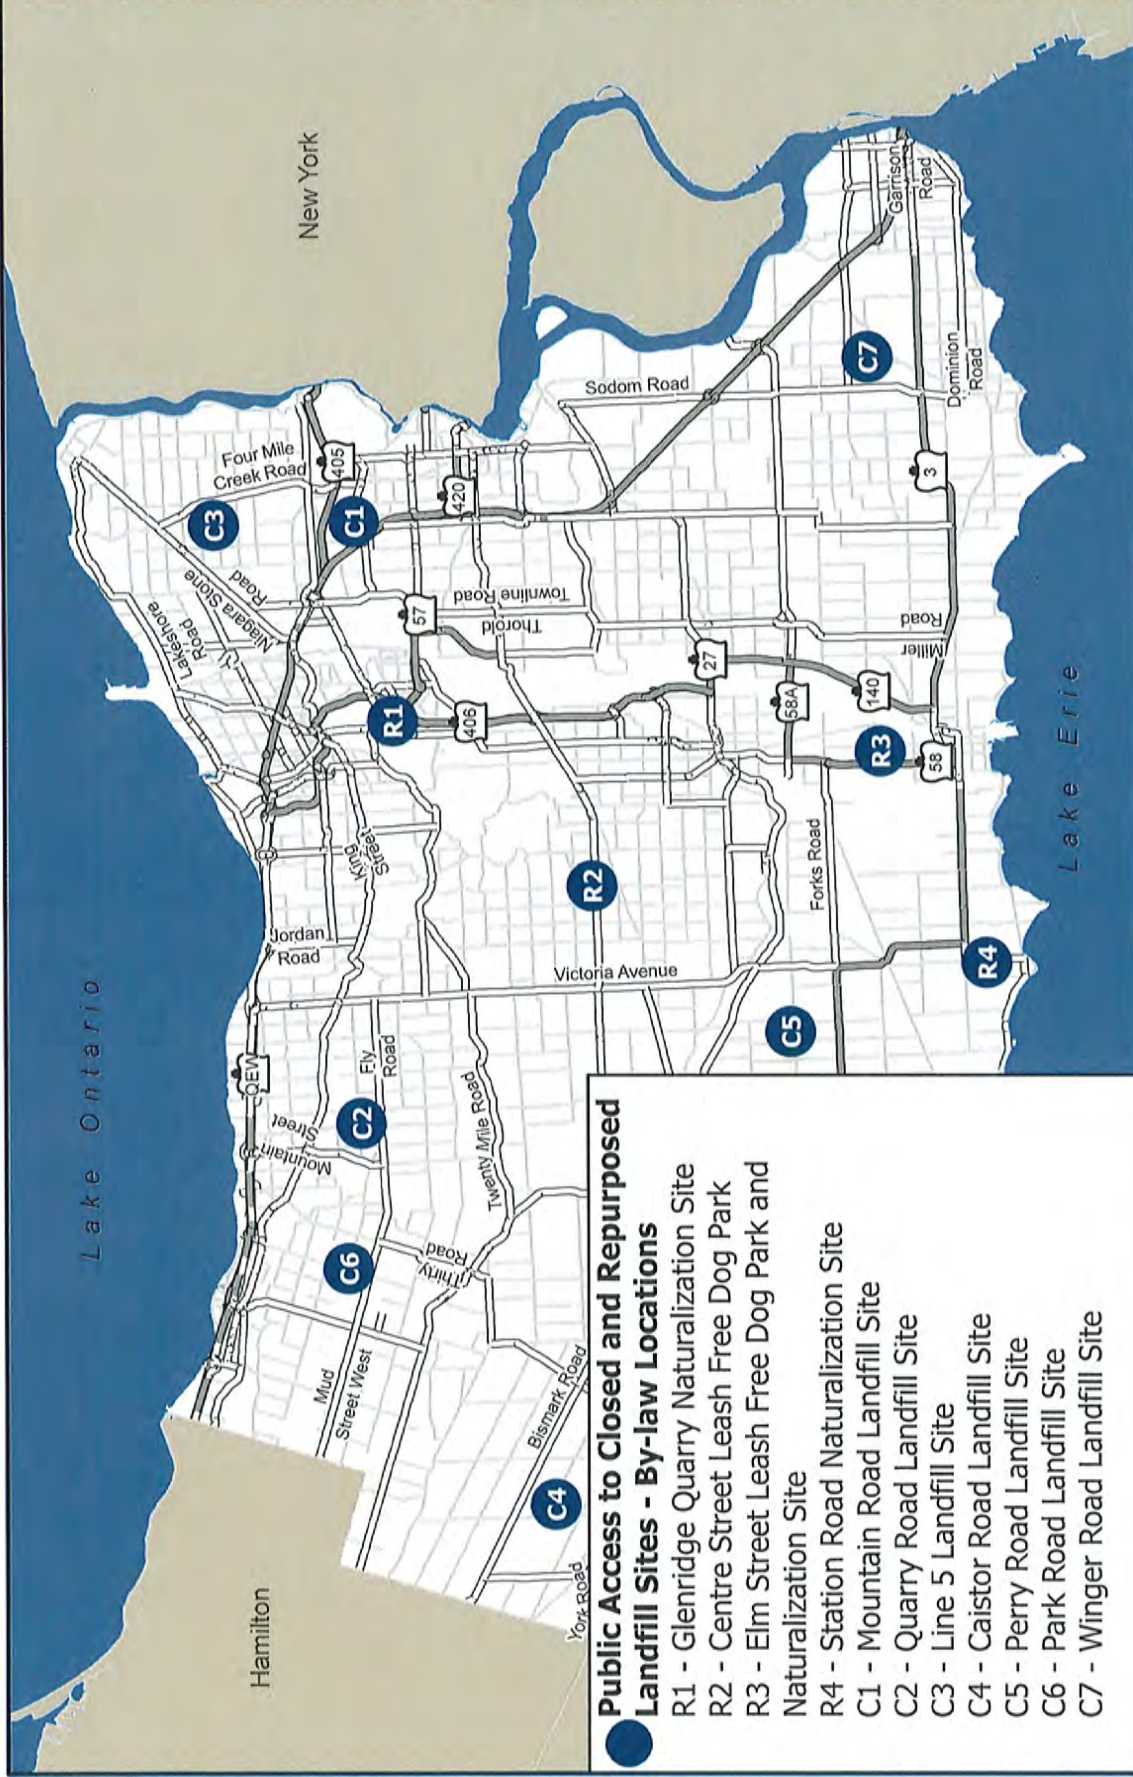 Lake Ontario
New York
Hamilton
Lake Erie
Lakeshore
Road
Niagara Stone
Road
Four Mile
Creek Road
C3
405
C1
420
57
Thorold
Townline Road
R1
406
King
Street
Jordan
Road
QEW
Mountain
Street
C2
Fly
Road
C6
Thirty
Road
Mud
Street West
Twenty Mile Road
Bismark Road
C4
York Road
R2
Victoria Avenue
Sodom Road
27
58A
140
R3
58
Forks Road
C5
R4
Miller
Road
3
C7
Dominion
Road
Garrison
Road
Public Access to Closed and Repurposed
Landfill Sites - By-law Locations
R1 - Glenridge Quarry Naturalization Site
R2 - Centre Street Leash Free Dog Park
R3 - Elm Street Leash Free Dog Park and
Naturalization Site
R4 - Station Road Naturalization Site
C1 - Mountain Road Landfill Site
C2 - Quarry Road Landfill Site
C3 - Line 5 Landfill Site
C4 - Caistor Road Landfill Site
C5 - Perry Road Landfill Site
C6 - Park Road Landfill Site
C7 - Winger Road Landfill Site